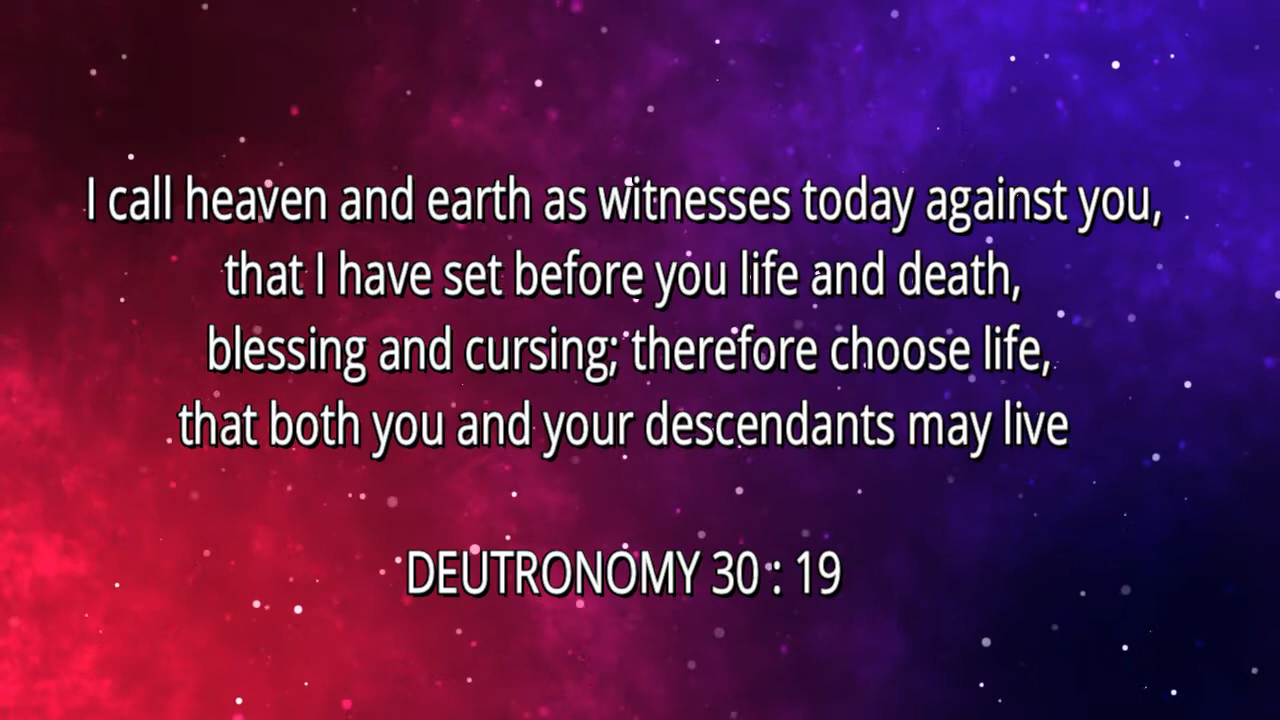 I call heaven and earth as witnesses today against you,
that I have set before you life and death,
blessing and cursing; therefore choose life,
that both you and your descendants may live
DEUTRONOMY 30 : 19